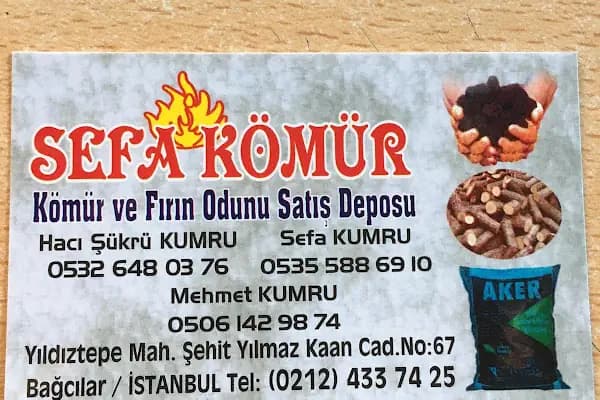 SEFA KÖMÜR
Kömür ve Fırın Odunu Satış Deposu
Hacı Şükrü KUMRU Sefa KUMRU
0532 648 03 76 0535 588 69 10
Mehmet KUMRU
0506 142 98 74
Yıldıztepe Mah. Şehit Yılmaz Kaan Cad.No:67
Bağcılar / İSTANBUL Tel: (0212) 433 74 25
AKER